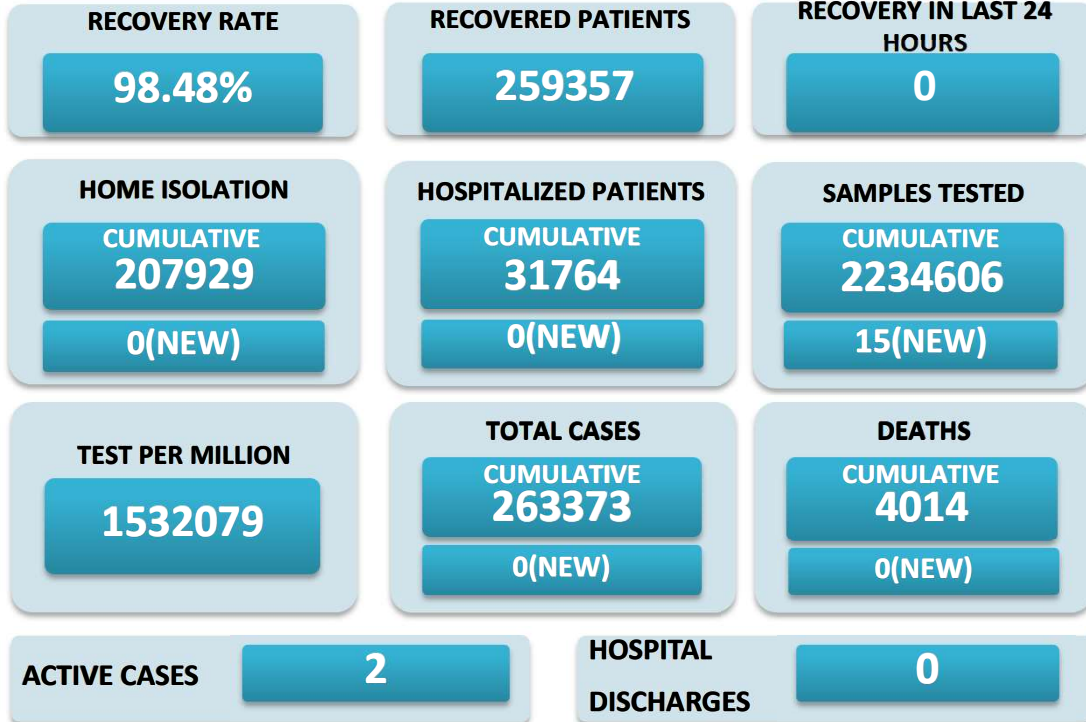 RECOVERY RATE
98.48%
RECOVERED PATIENTS
259357
RECOVERY IN LAST 24
HOURS
0
HOME ISOLATION
CUMULATIVE
207929
0(NEW)
HOSPITALIZED PATIENTS
CUMULATIVE
31764
0(NEW)
SAMPLES TESTED
CUMULATIVE
2234606
15(NEW)
TEST PER MILLION
1532079
TOTAL CASES
CUMULATIVE
263373
0(NEW)
DEATHS
CUMULATIVE
4014
0(NEW)
ACTIVE CASES
2
HOSPITAL
DISCHARGES
0